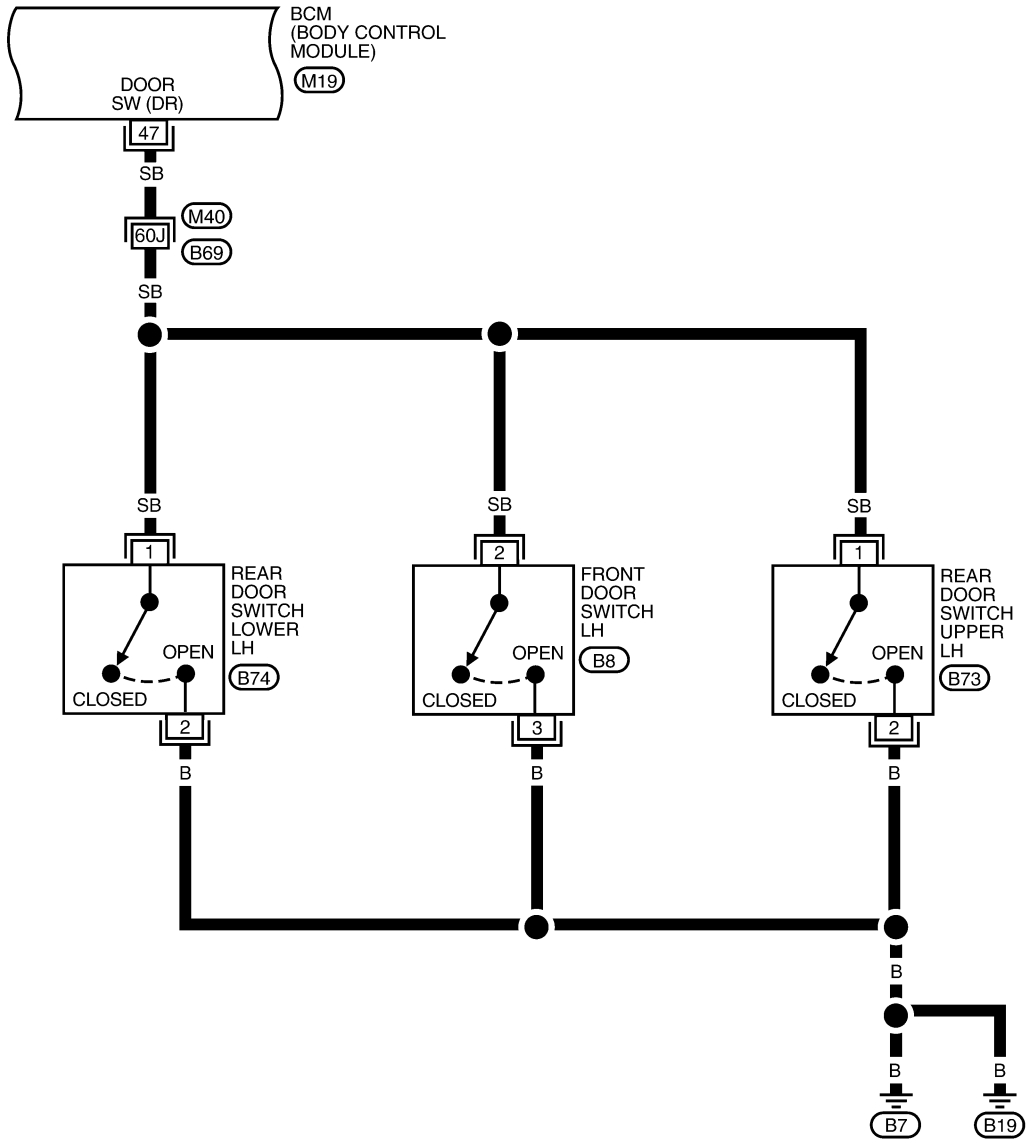 BCM
(BODY CONTROL
MODULE)
M19
DOOR
SW (DR)
47
SB
M40
60J
B69
SB
SB
SB
SB
1
2
1
REAR
DOOR
SWITCH
LOWER
LH
B74
OPEN
CLOSED
FRONT
DOOR
SWITCH
LH
B8
OPEN
CLOSED
REAR
DOOR
SWITCH
UPPER
LH
B73
OPEN
CLOSED
2
3
2
B
B
B
B
B
B
B7
B19